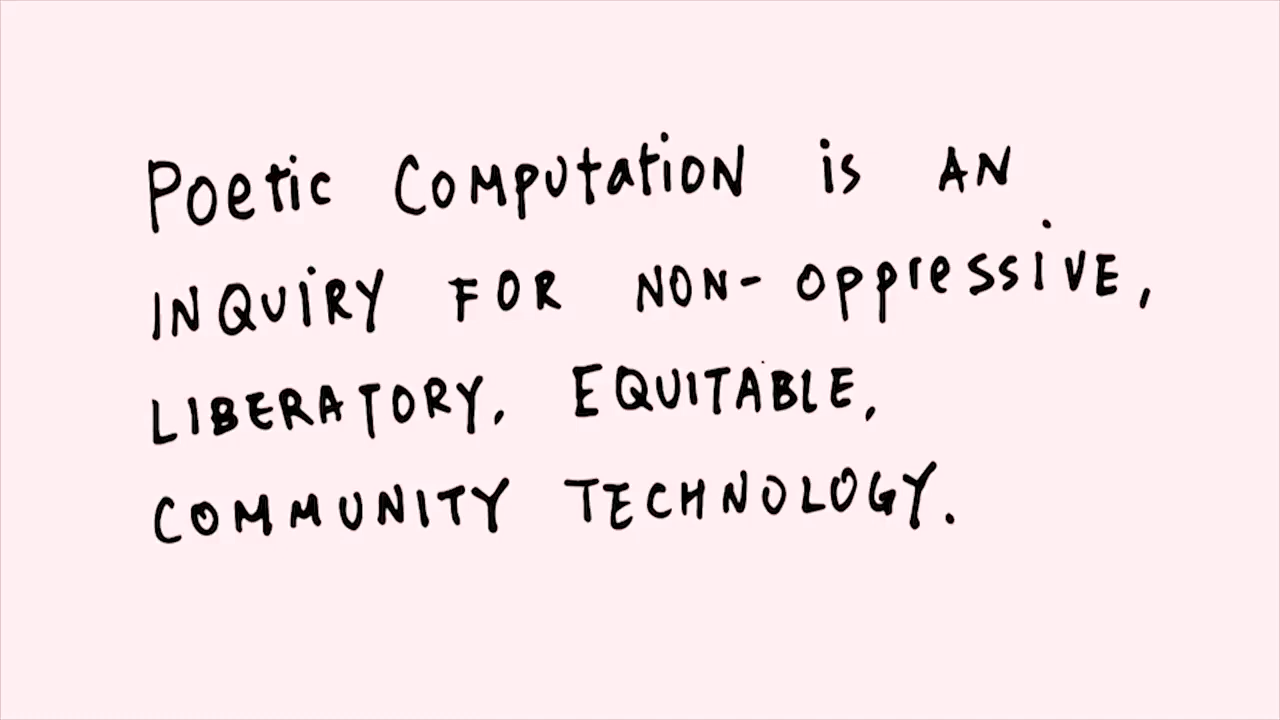 Poetic Computation is AN
INQUiRY FOR NON-oppressiVE,
LIBERATORY, EQUITABLE,
COMMUNITY TECHNOLOGY.